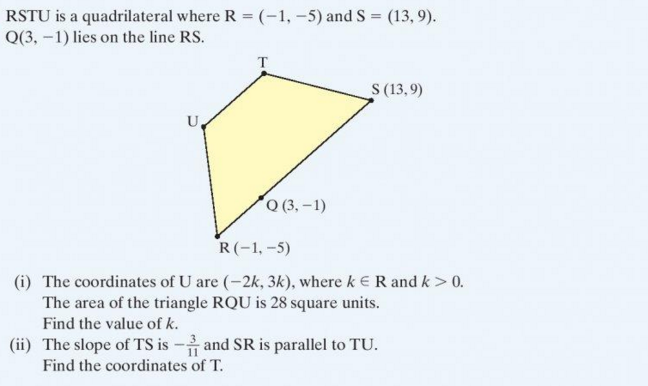 RSTU is a quadrilateral where R = (−1, −5) and S = (13, 9).
Q(3, −1) lies on the line RS.
T
S (13, 9)
U
Q (3, −1)
R (−1, −5)
(i) The coordinates of U are (−2k, 3k), where k ∈ R and k > 0.
The area of the triangle RQU is 28 square units.
Find the value of k.
(ii) The slope of TS is −3/11 and SR is parallel to TU.
Find the coordinates of T.